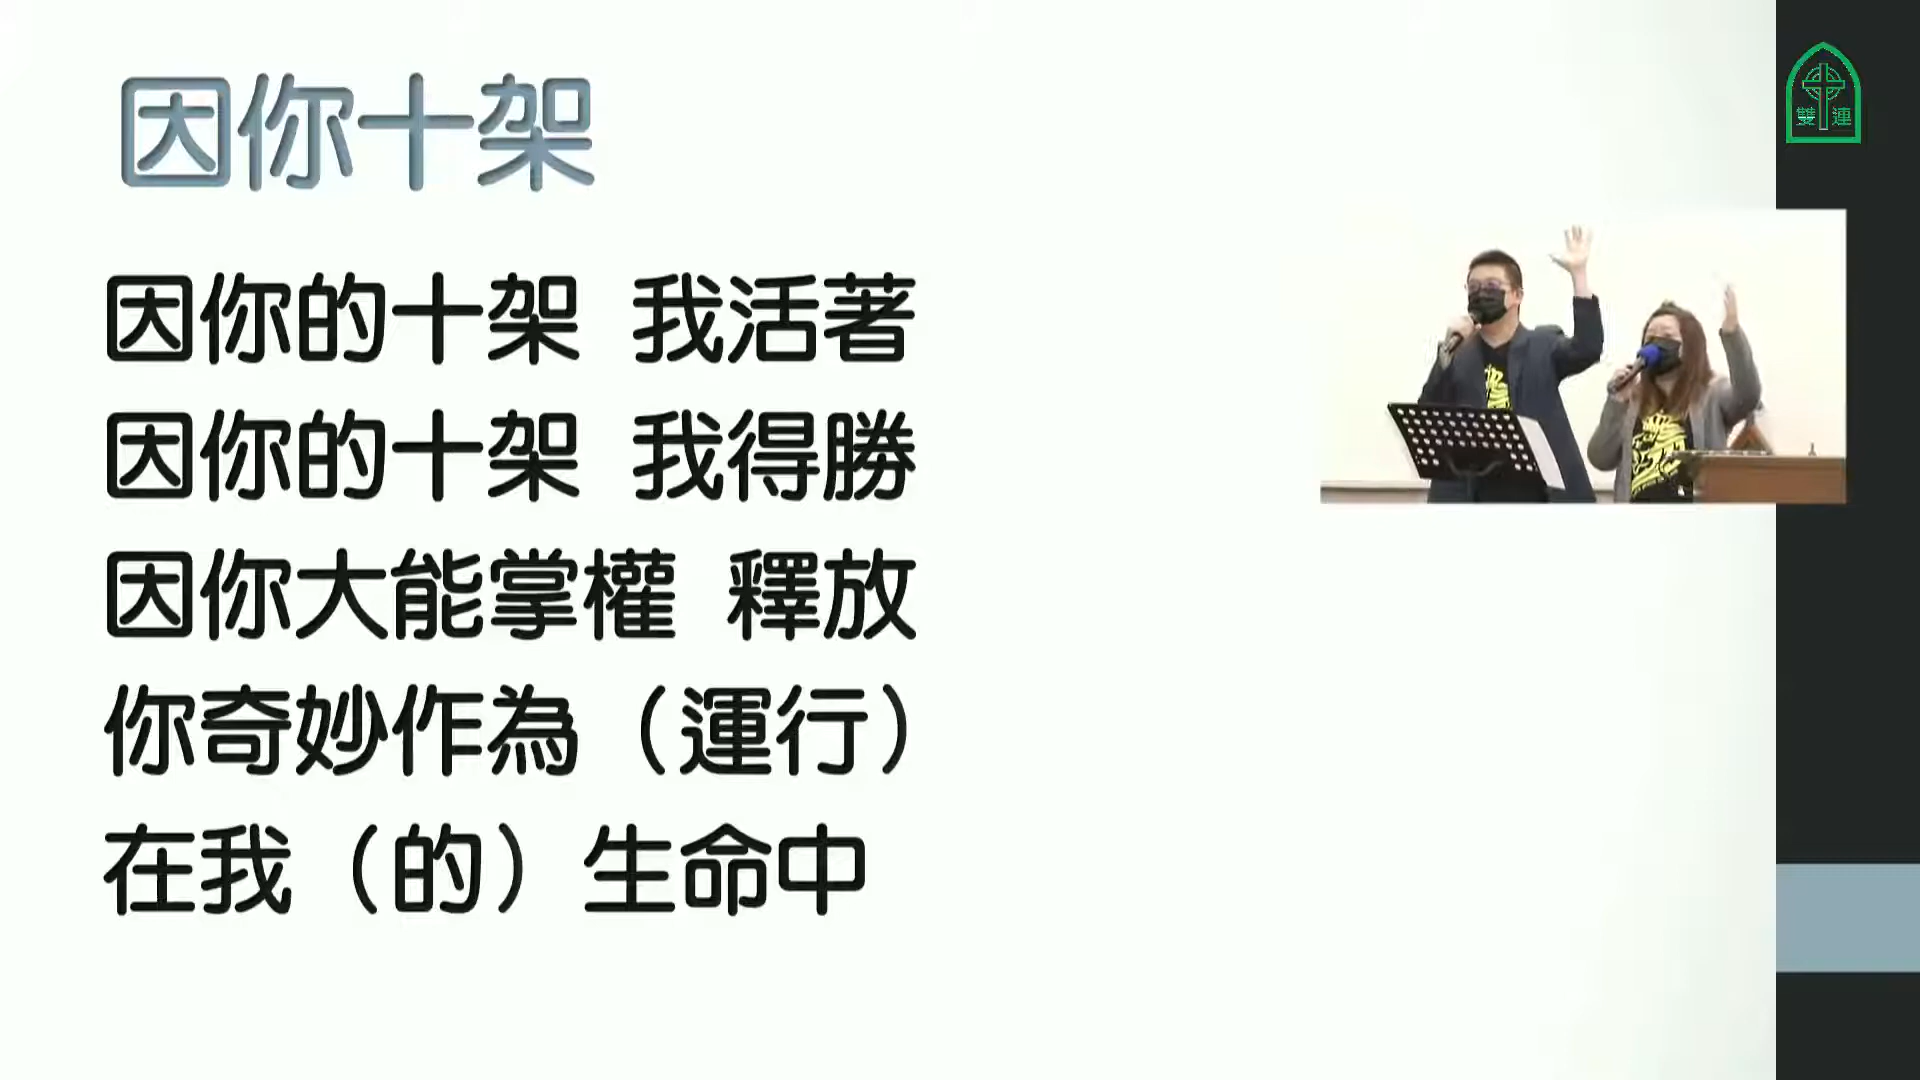 因你十架
因你的十架 我活著
因你的十架 我得勝
因你大能掌權 釋放
你奇妙作為（運行）
在我（的）生命中
雙連